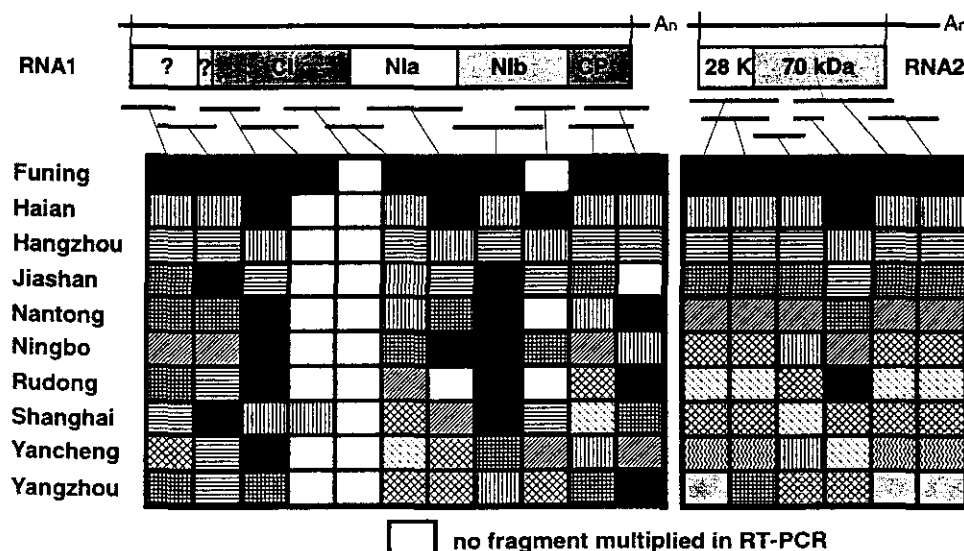 An An
RNA1 ? ? CI NIa NIb CP 28 K 70 kDa RNA2
Funing
Haian
Hangzhou
Jiashan
Nantong
Ningbo
Rudong
Shanghai
Yancheng
Yangzhou
no fragment multiplied in RT-PCR